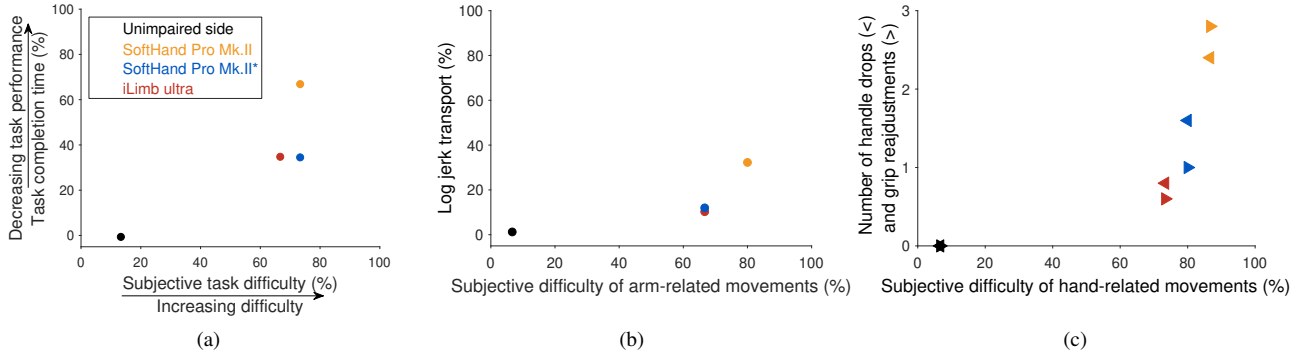 Decreasing task performance
Task completion time (%)
100
80
60
40
20
0
Unimpaired side
SoftHand Pro Mk.II
SoftHand Pro Mk.II*
iLimb ultra
0 20 40 60 80 100
Subjective task difficulty (%)
Increasing difficulty
(a)
Log jerk transport (%)
100
80
60
40
20
0
0 20 40 60 80 100
Subjective difficulty of arm-related movements (%)
(b)
Number of handle drops (<)
and grip reajdustments (>)
3
2
1
0
0 20 40 60 80 100
Subjective difficulty of hand-related movements (%)
(c)